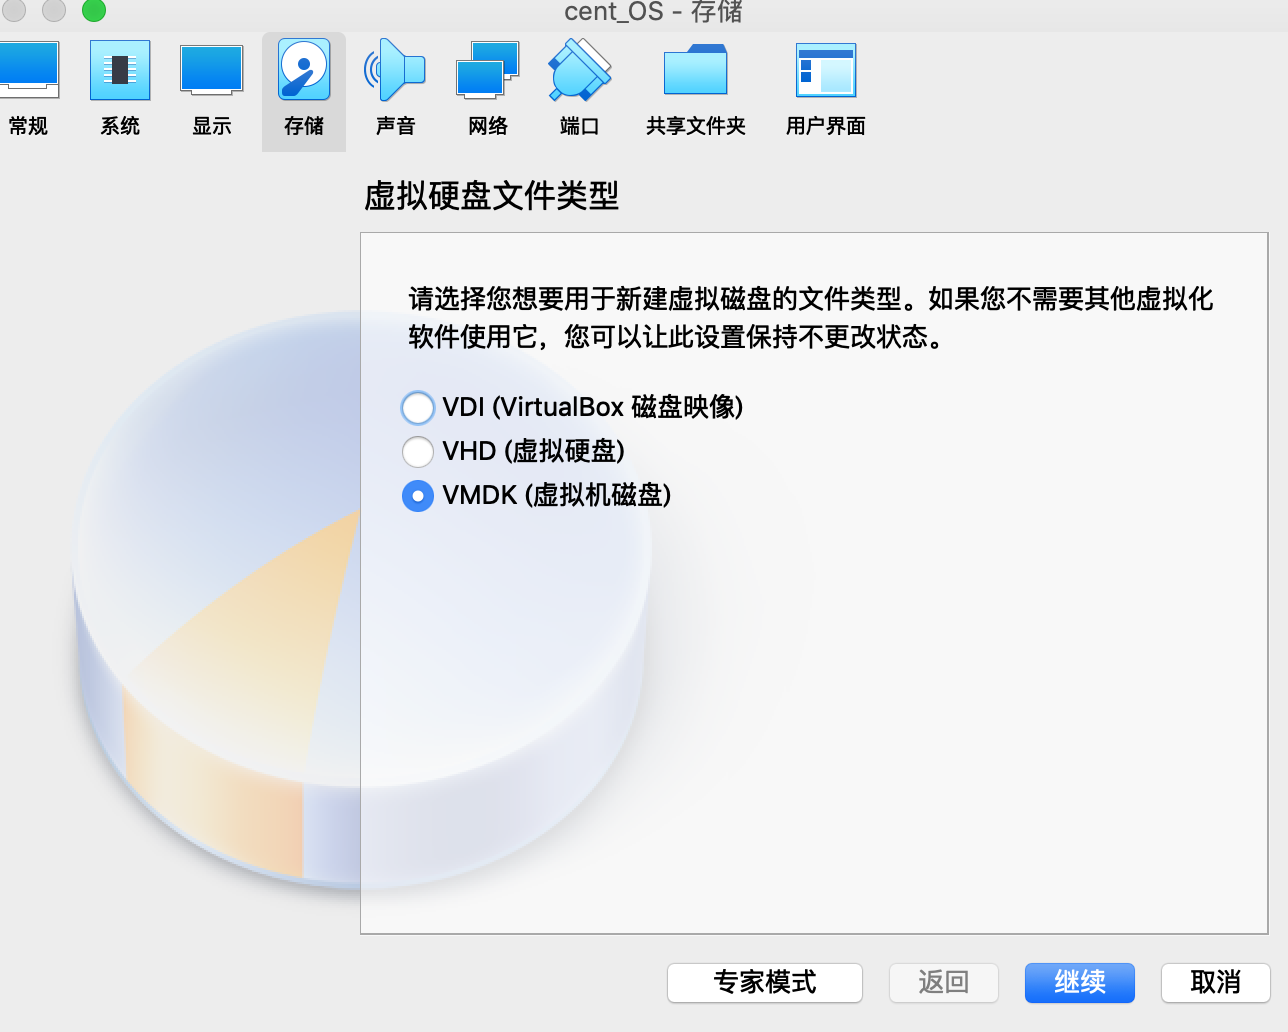 cent_OS - 存储
常规 系统 显示 存储 声音 网络 端口 共享文件夹 用户界面
虚拟硬盘文件类型
请选择您想要用于新建虚拟磁盘的文件类型。如果您不需要其他虚拟化
软件使用它，您可以让此设置保持不更改状态。
VDI (VirtualBox 磁盘映像)
VHD (虚拟硬盘)
VMDK (虚拟机磁盘)
专家模式 返回 继续 取消